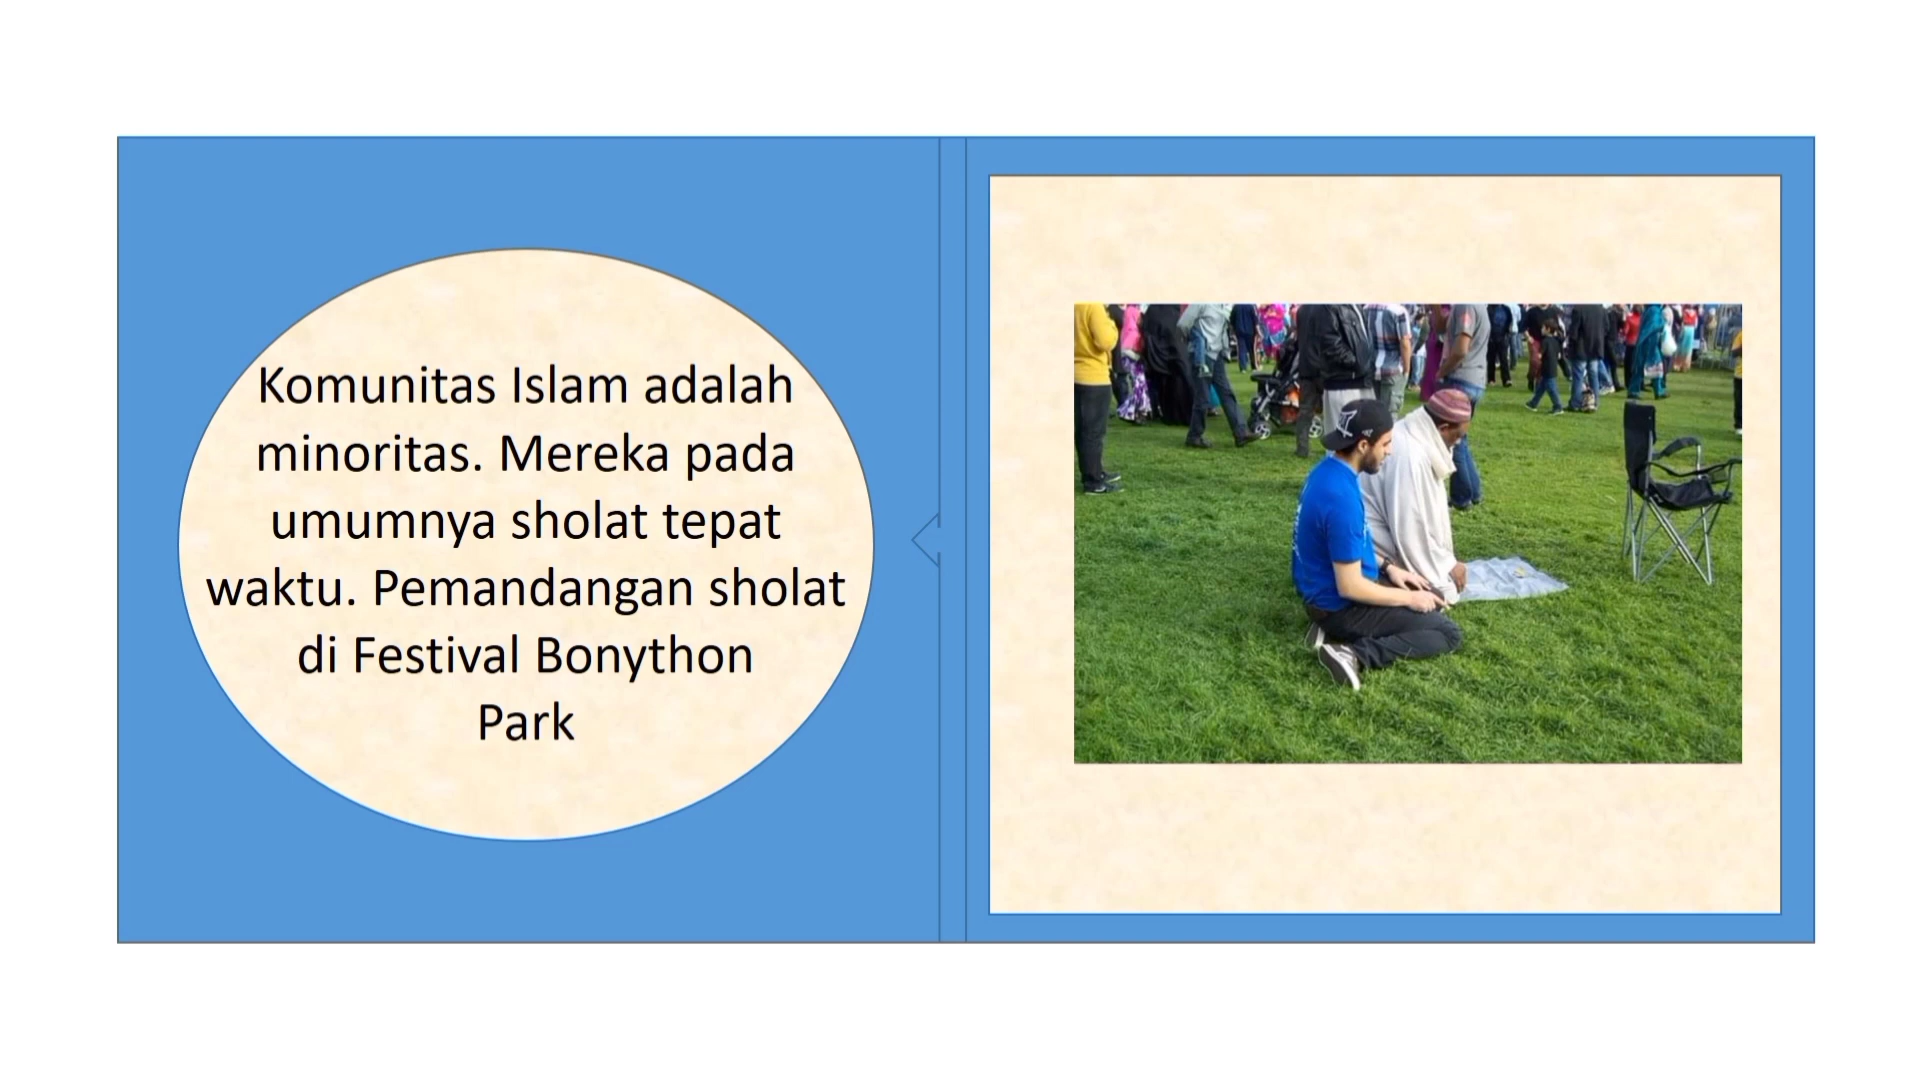 Komunitas Islam adalah
minoritas. Mereka pada
umumnya sholat tepat
waktu. Pemandangan sholat
di Festival Bonython
Park